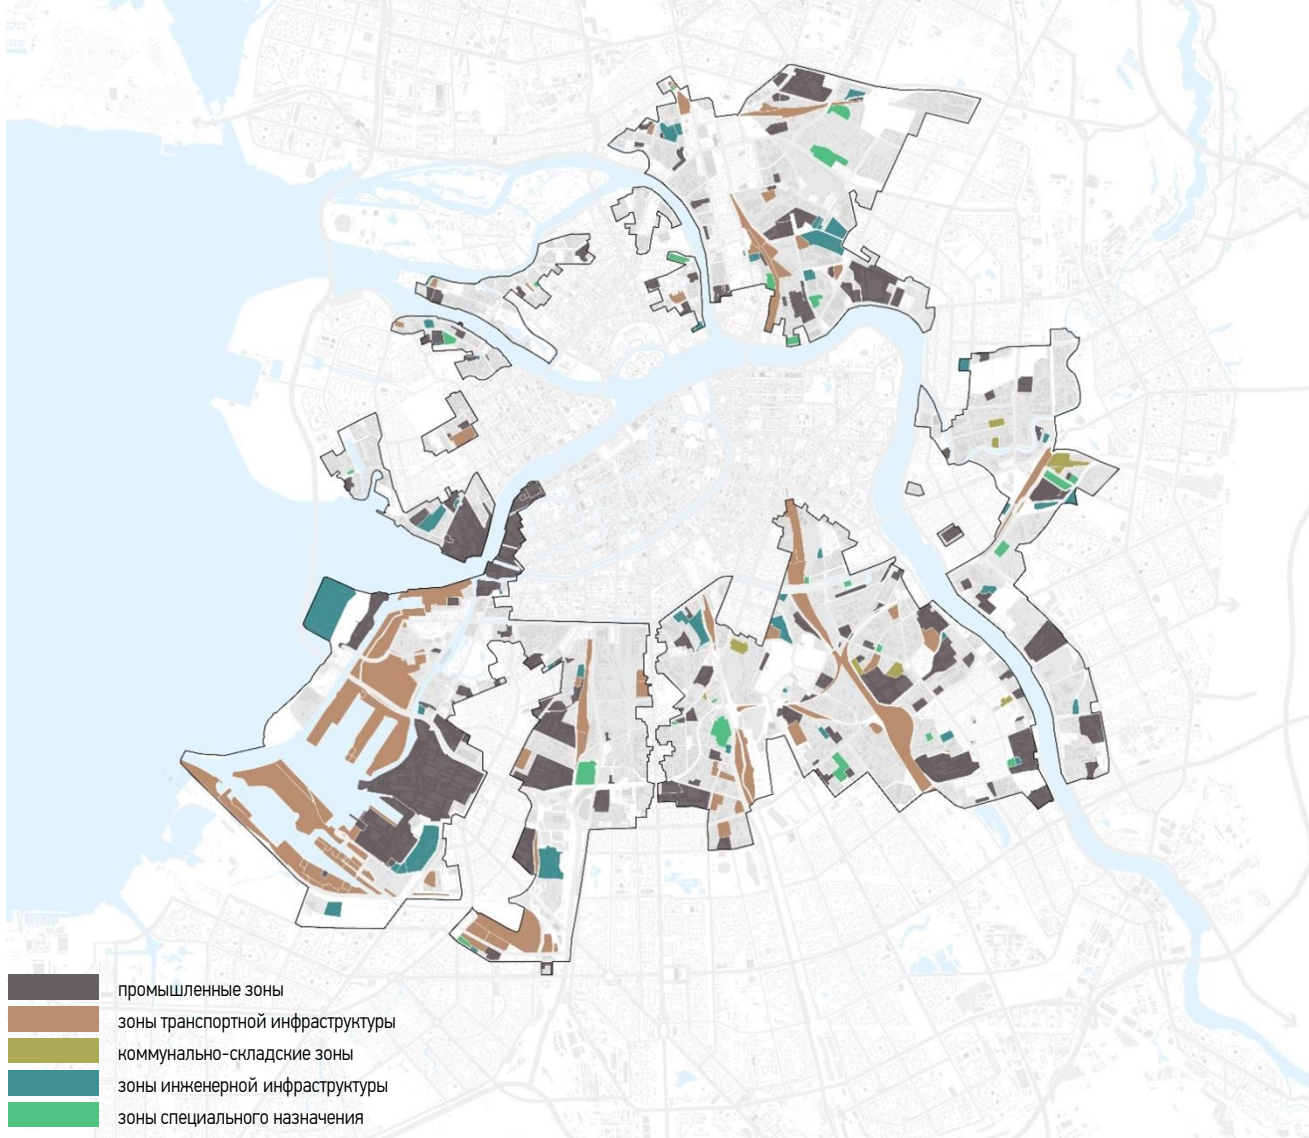 промышленные зоны
зоны транспортной инфраструктуры
коммунально-складские зоны
зоны инженерной инфраструктуры
зоны специального назначения